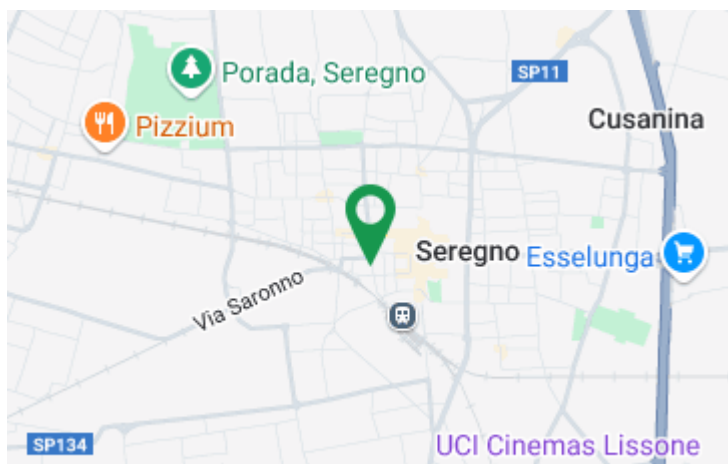 SP11
Porada, Seregno
Cusanina
Pizzium
Seregno
Esselunga
Via Saronno
SP134
UCI Cinemas Lissone